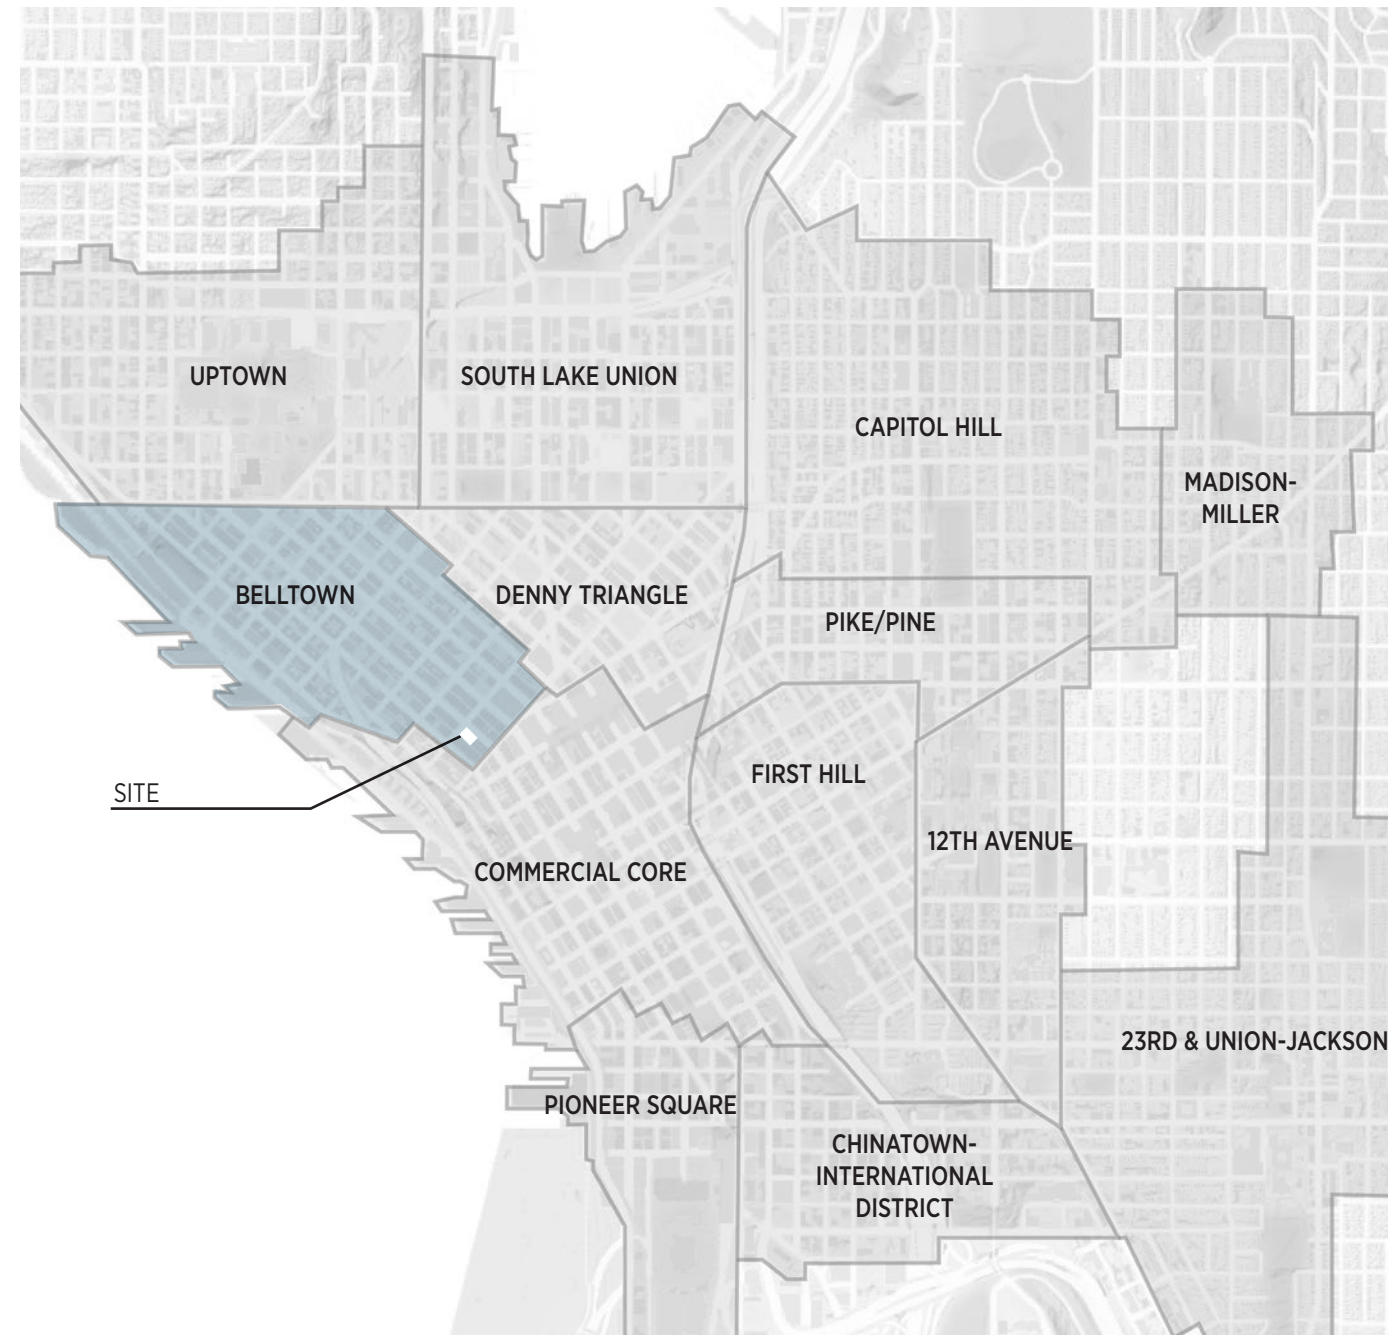 UPTOWN
SOUTH LAKE UNION
CAPITOL HILL
MADISON-
MILLER
BELLTOWN
DENNY TRIANGLE
PIKE/PINE
FIRST HILL
SITE
12TH AVENUE
COMMERCIAL CORE
23RD & UNION-JACKSON
PIONEER SQUARE
CHINATOWN-
INTERNATIONAL
DISTRICT